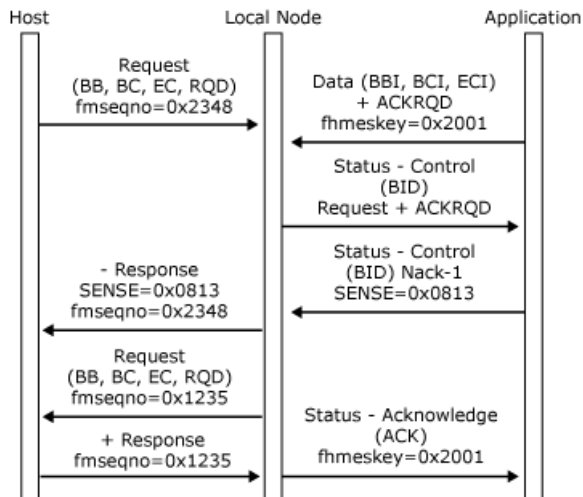 Host
Local Node
Application
Request
(BB, BC, EC, RQD)
fmseqno=0x2348
Data (BBI, BCI, ECI)
+ ACKRQD
fhmeskey=0x2001
Status - Control
(BID)
Request + ACKRQD
Status - Control
(BID) Nack-1
SENSE=0x0813
- Response
SENSE=0x0813
fmseqno=0x2348
Request
(BB, BC, EC, RQD)
fmseqno=0x1235
+ Response
fmseqno=0x1235
Status - Acknowledge
(ACK)
fhmeskey=0x2001